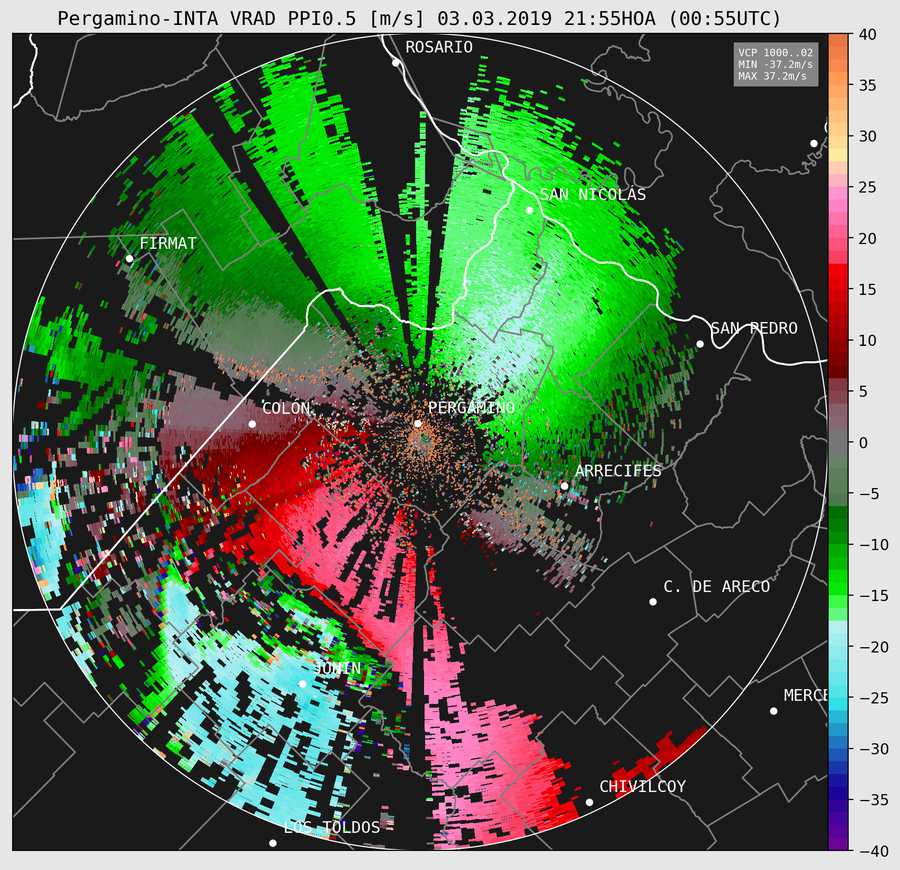 Pergamino-INTA VRAD PPI0.5 [m/s] 03.03.2019 21:55HOA (00:55UTC)
VCP 1000..02
MIN -37.2m/s
MAX 37.2m/s
ROSARIO
SAN NICOLÁS
FIRMAT
SAN PEDRO
COLÓN
PERGAMINO
ARRECIFES
C. DE ARECO
JUNIN
MERCE
CHIVILCOY
LOS TOLDOS
40
35
30
25
20
15
10
5
0
−5
−10
−15
−20
−25
−30
−35
−40